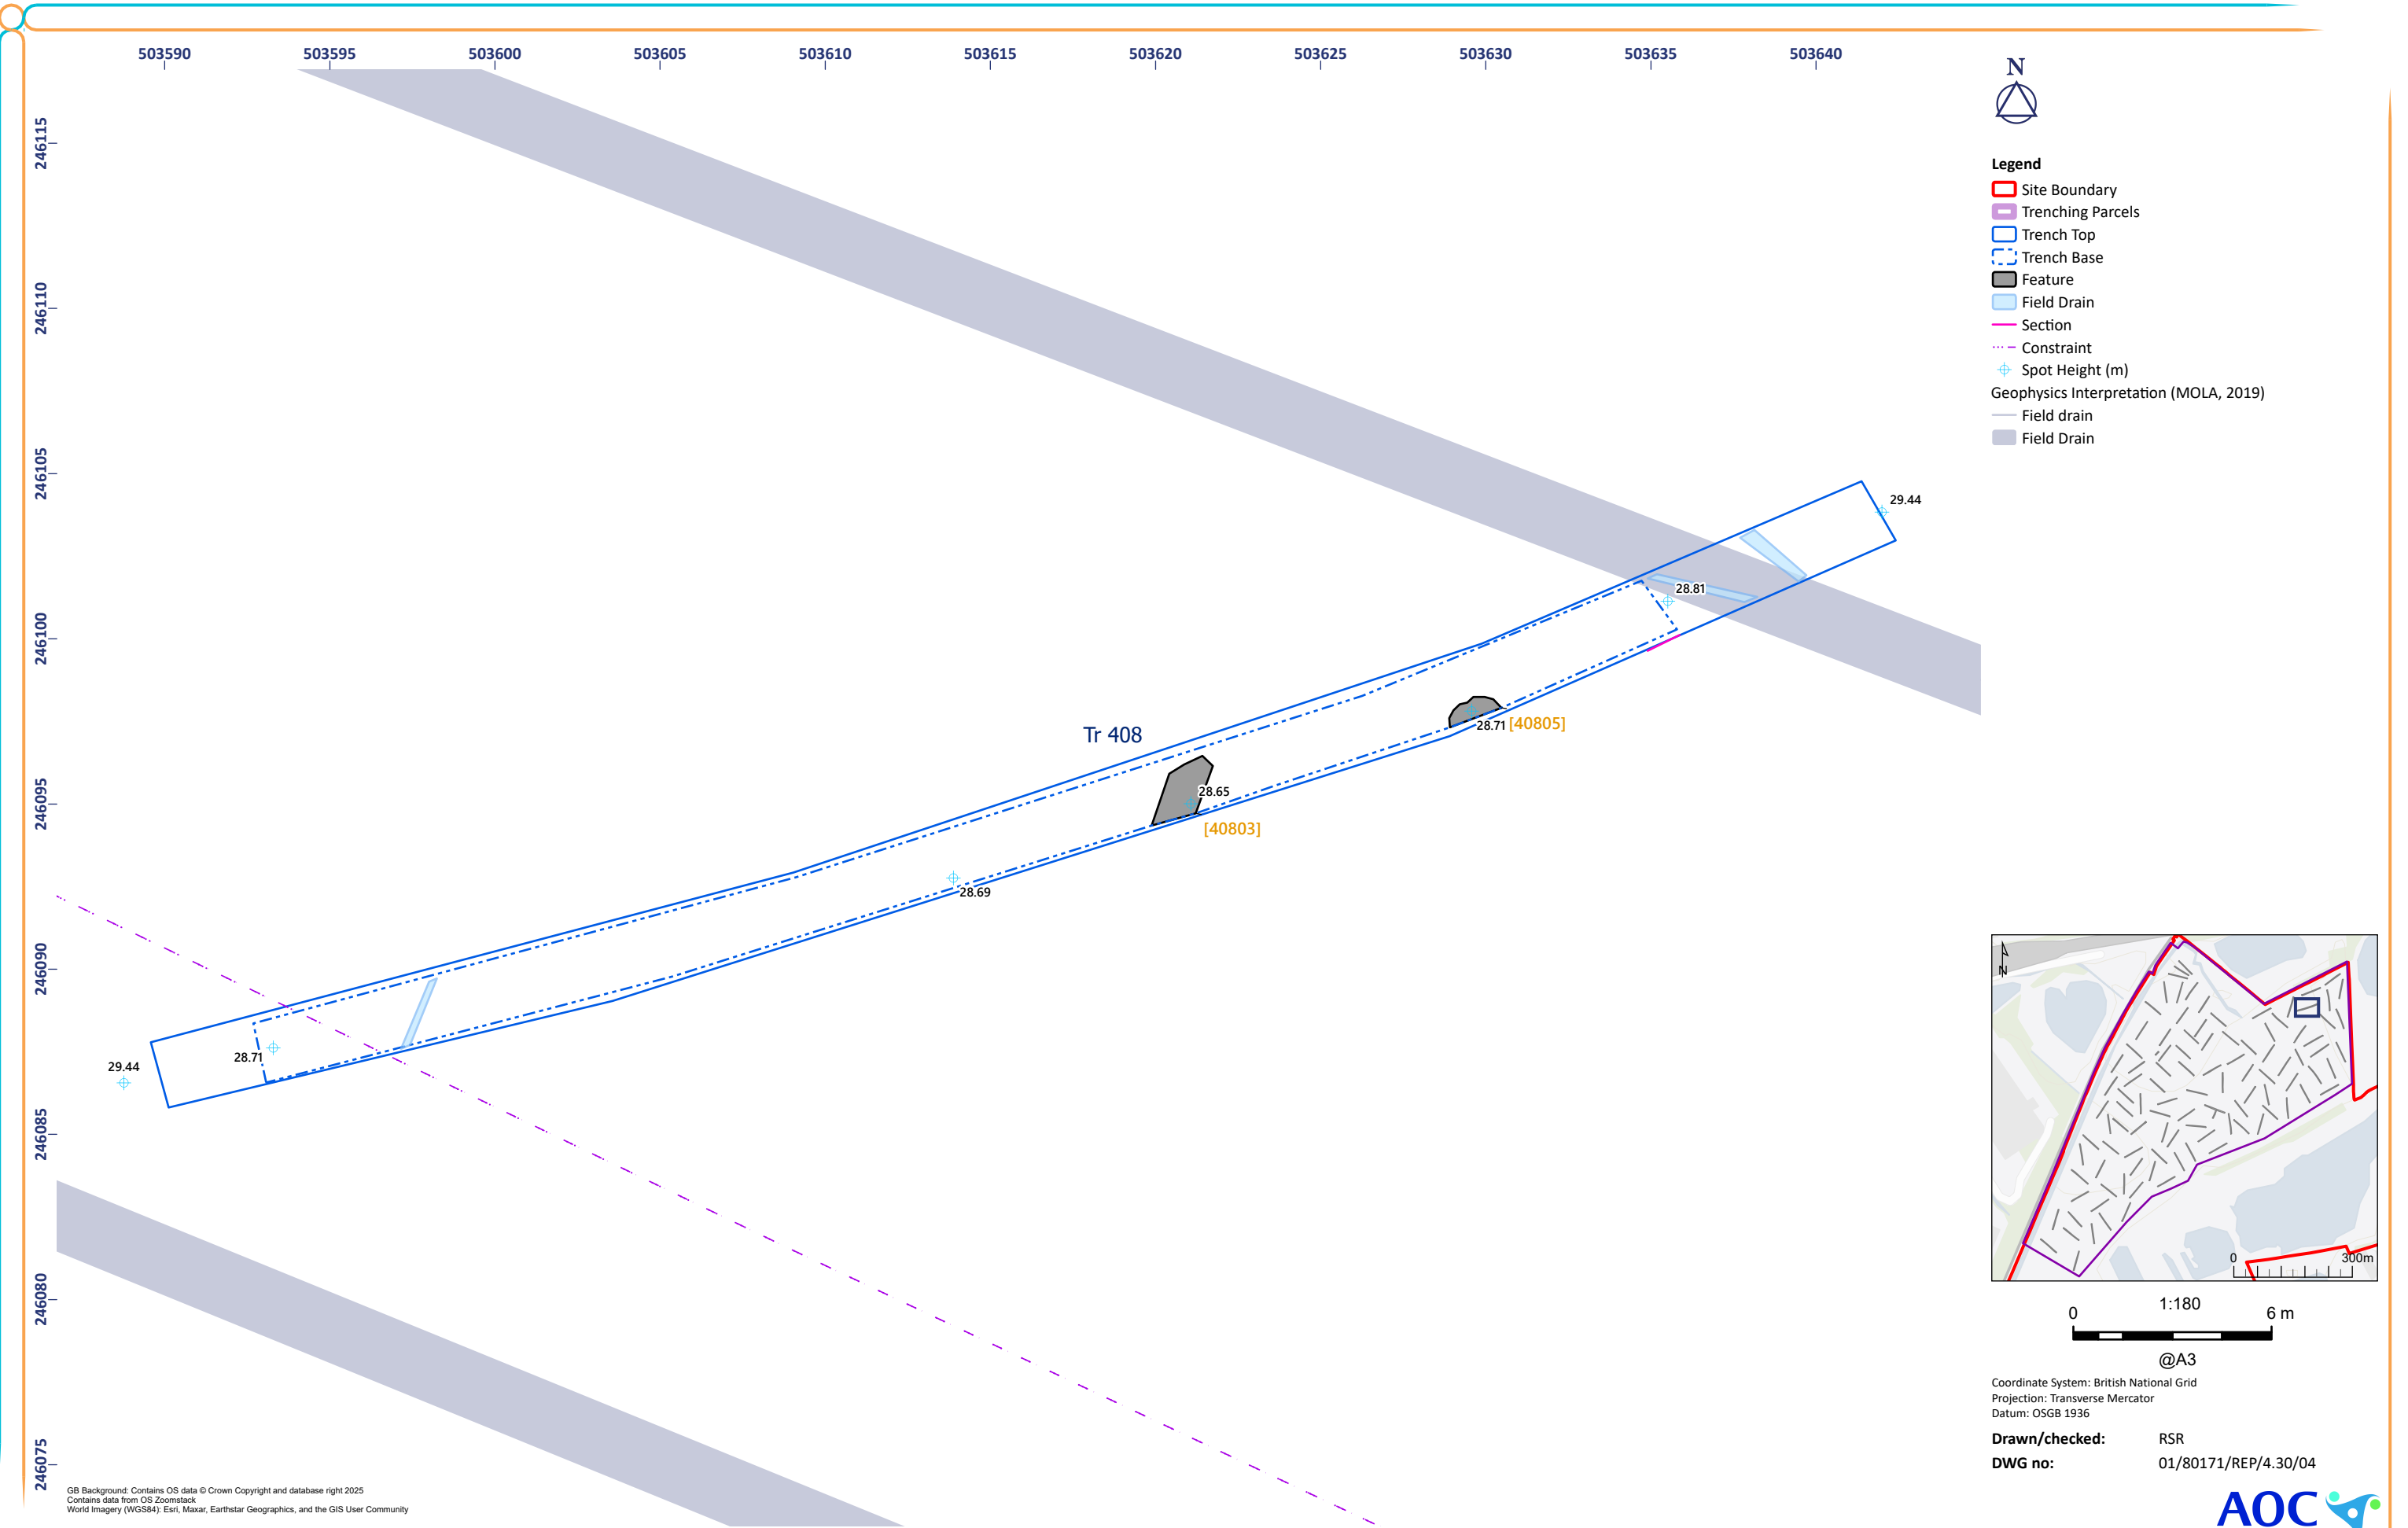 503590 503595 503600 503605 503610 503615 503620 503625 503630 503635 503640
N
246115
246110
246105
246100
246095
246090
246085
246080
246075
Legend
Site Boundary
Trenching Parcels
Trench Top
Trench Base
Feature
Field Drain
Section
Constraint
Spot Height (m)
Geophysics Interpretation (MOLA, 2019)
Field drain
Field Drain
29.44
28.81
28.71 [40805]
Tr 408
28.65
[40803]
28.69
28.71
29.44
N
0 300m
1:180
0 6 m
@A3
Coordinate System: British National Grid
Projection: Transverse Mercator
Datum: OSGB 1936
Drawn/checked: RSR
DWG no: 01/80171/REP/4.30/04
GB Background: Contains OS data © Crown Copyright and database right 2025
Contains data from OS Zoomstack
World Imagery (WGS84): Esri, Maxar, Earthstar Geographics, and the GIS User Community
AOC